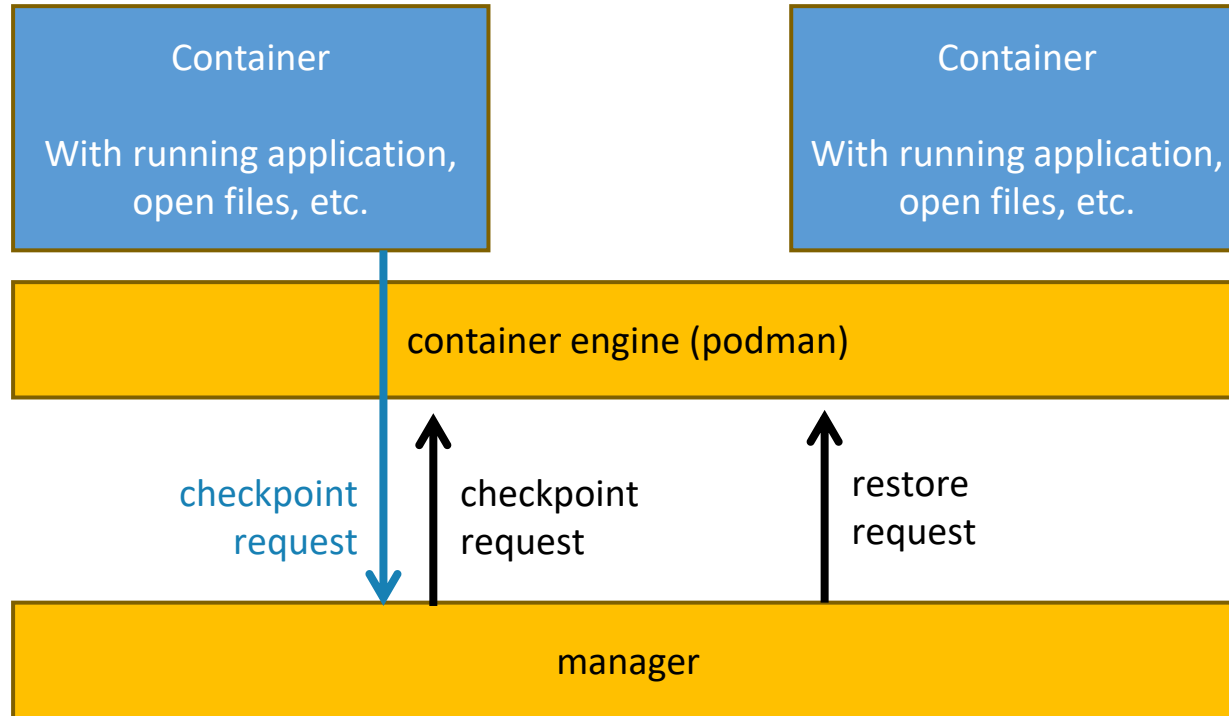 Container
With running application,
open files, etc.
Container
With running application,
open files, etc.
container engine (podman)
checkpoint
request
checkpoint
request
restore
request
manager